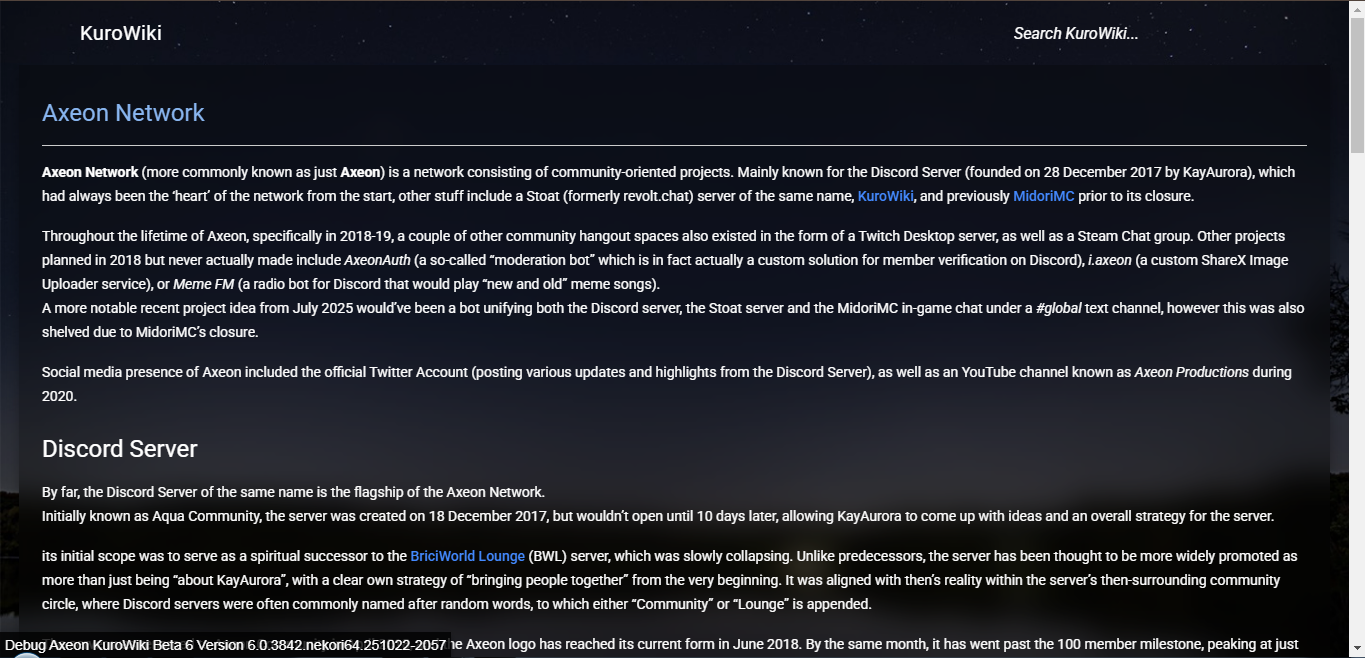 KuroWiki
Search KuroWiki...
Axeon Network
Axeon Network (more commonly known as just Axeon) is a network consisting of community-oriented projects. Mainly known for the Discord Server (founded on 28 December 2017 by KayAurora), which
had always been the ‘heart’ of the network from the start, other stuff include a Stoat (formerly revolt.chat) server of the same name, KuroWiki, and previously MidoriMC prior to its closure.
Throughout the lifetime of Axeon, specifically in 2018-19, a couple of other community hangout spaces also existed in the form of a Twitch Desktop server, as well as a Steam Chat group. Other projects
planned in 2018 but never actually made include AxeonAuth (a so-called “moderation bot” which is in fact actually a custom solution for member verification on Discord), i.axeon (a custom ShareX Image
Uploader service), or Meme FM (a radio bot for Discord that would play “new and old” meme songs).
A more notable recent project idea from July 2025 would’ve been a bot unifying both the Discord server, the Stoat server and the MidoriMC in-game chat under a #global text channel, however this was also
shelved due to MidoriMC’s closure.
Social media presence of Axeon included the official Twitter Account (posting various updates and highlights from the Discord Server), as well as an YouTube channel known as Axeon Productions during
2020.
Discord Server
By far, the Discord Server of the same name is the flagship of the Axeon Network.
Initially known as Aqua Community, the server was created on 18 December 2017, but wouldn’t open until 10 days later, allowing KayAurora to come up with ideas and an overall strategy for the server.
its initial scope was to serve as a spiritual successor to the BriciWorld Lounge (BWL) server, which was slowly collapsing. Unlike predecessors, the server has been thought to be more widely promoted as
more than just being “about KayAurora”, with a clear own strategy of “bringing people together” from the very beginning. It was aligned with then’s reality within the server’s then-surrounding community
circle, where Discord servers were often commonly named after random words, to which either “Community” or “Lounge” is appended.
Debug Axeon KuroWiki Beta 6 Version 6.0.3842.nekon64.251022-2057
the Axeon logo has reached its current form in June 2018. By the same month, it has went past the 100 member milestone, peaking at just